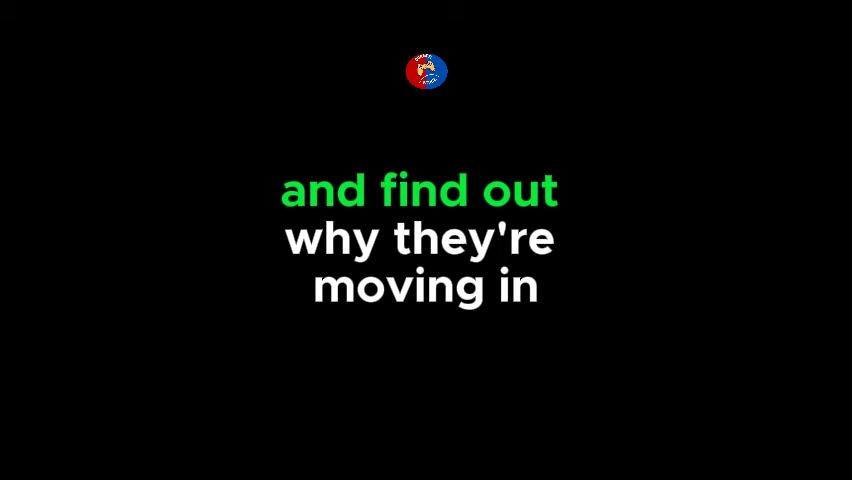 and find out
why they're
moving in